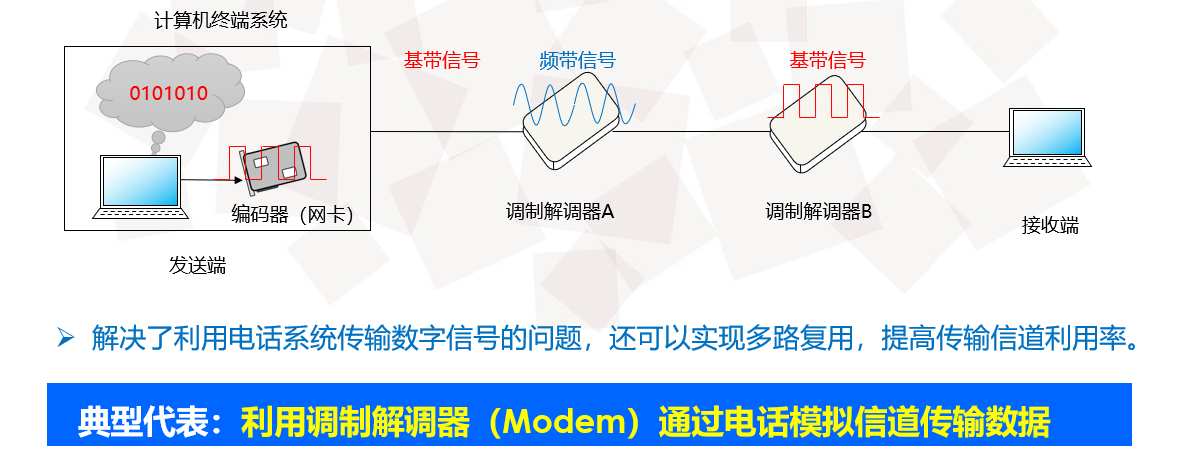 计算机终端系统
0101010
编码器（网卡）
发送端
基带信号
频带信号
调制解调器A
基带信号
调制解调器B
接收端
解决了利用电话系统传输数字信号的问题，还可以实现多路复用，提高传输信道利用率。
典型代表：利用调制解调器（Modem）通过电话模拟信道传输数据